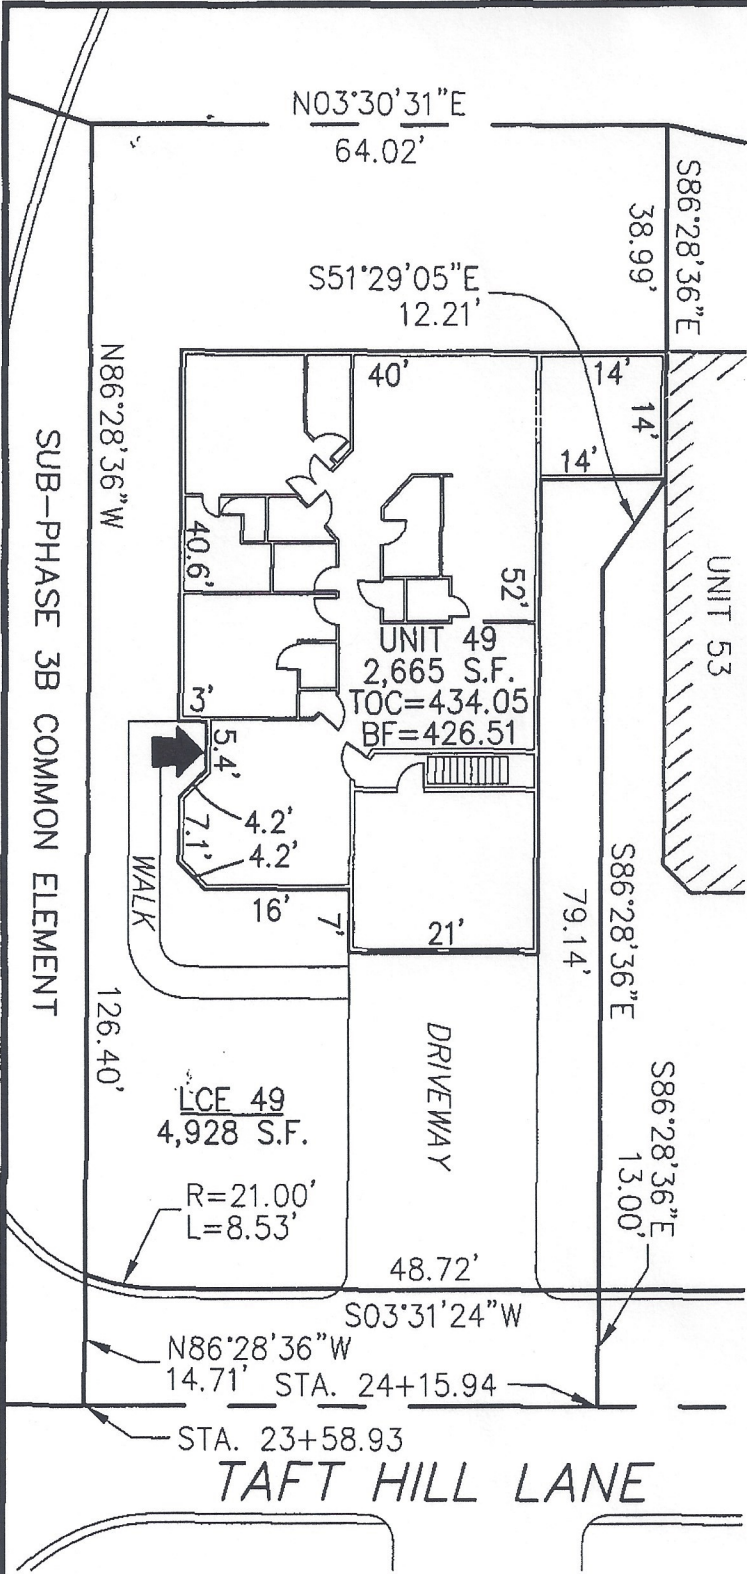 N03°30'31"E
64.02'
S86°28'36"E
38.99'
S51°29'05"E
12.21'
40'
14'
14'
14'
N86°28'36"W
126.40'
SUB-PHASE 3B COMMON ELEMENT
40.6'
52'
UNIT 53
UNIT 49
2,665 S.F.
TOC=434.05
BF=426.51
3'
5.4'
4.2'
7.1'
4.2'
WALK
16'
7'
21'
S86°28'36"E
79.14'
DRIVEWAY
LCE 49
4,928 S.F.
S86°28'36"E
13.00'
R=21.00'
L=8.53'
48.72'
S03°31'24"W
N86°28'36"W
14.71'
STA. 24+15.94
STA. 23+58.93
TAFT HILL LANE